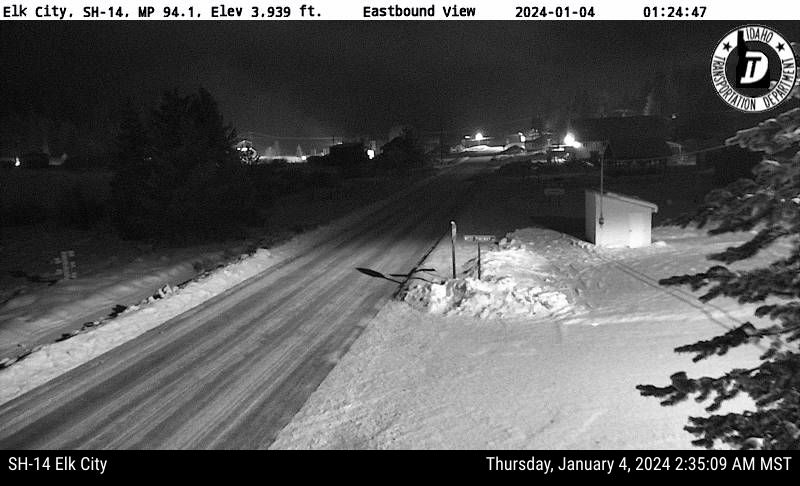 Elk City, SH-14, MP 94.1, Elev 3,939 ft. Eastbound View 2024-01-04 01:24:47
IDAHO
TRANSPORTATION DEPARTMENT
SH-14 Elk City Thursday, January 4, 2024 2:35:09 AM MST